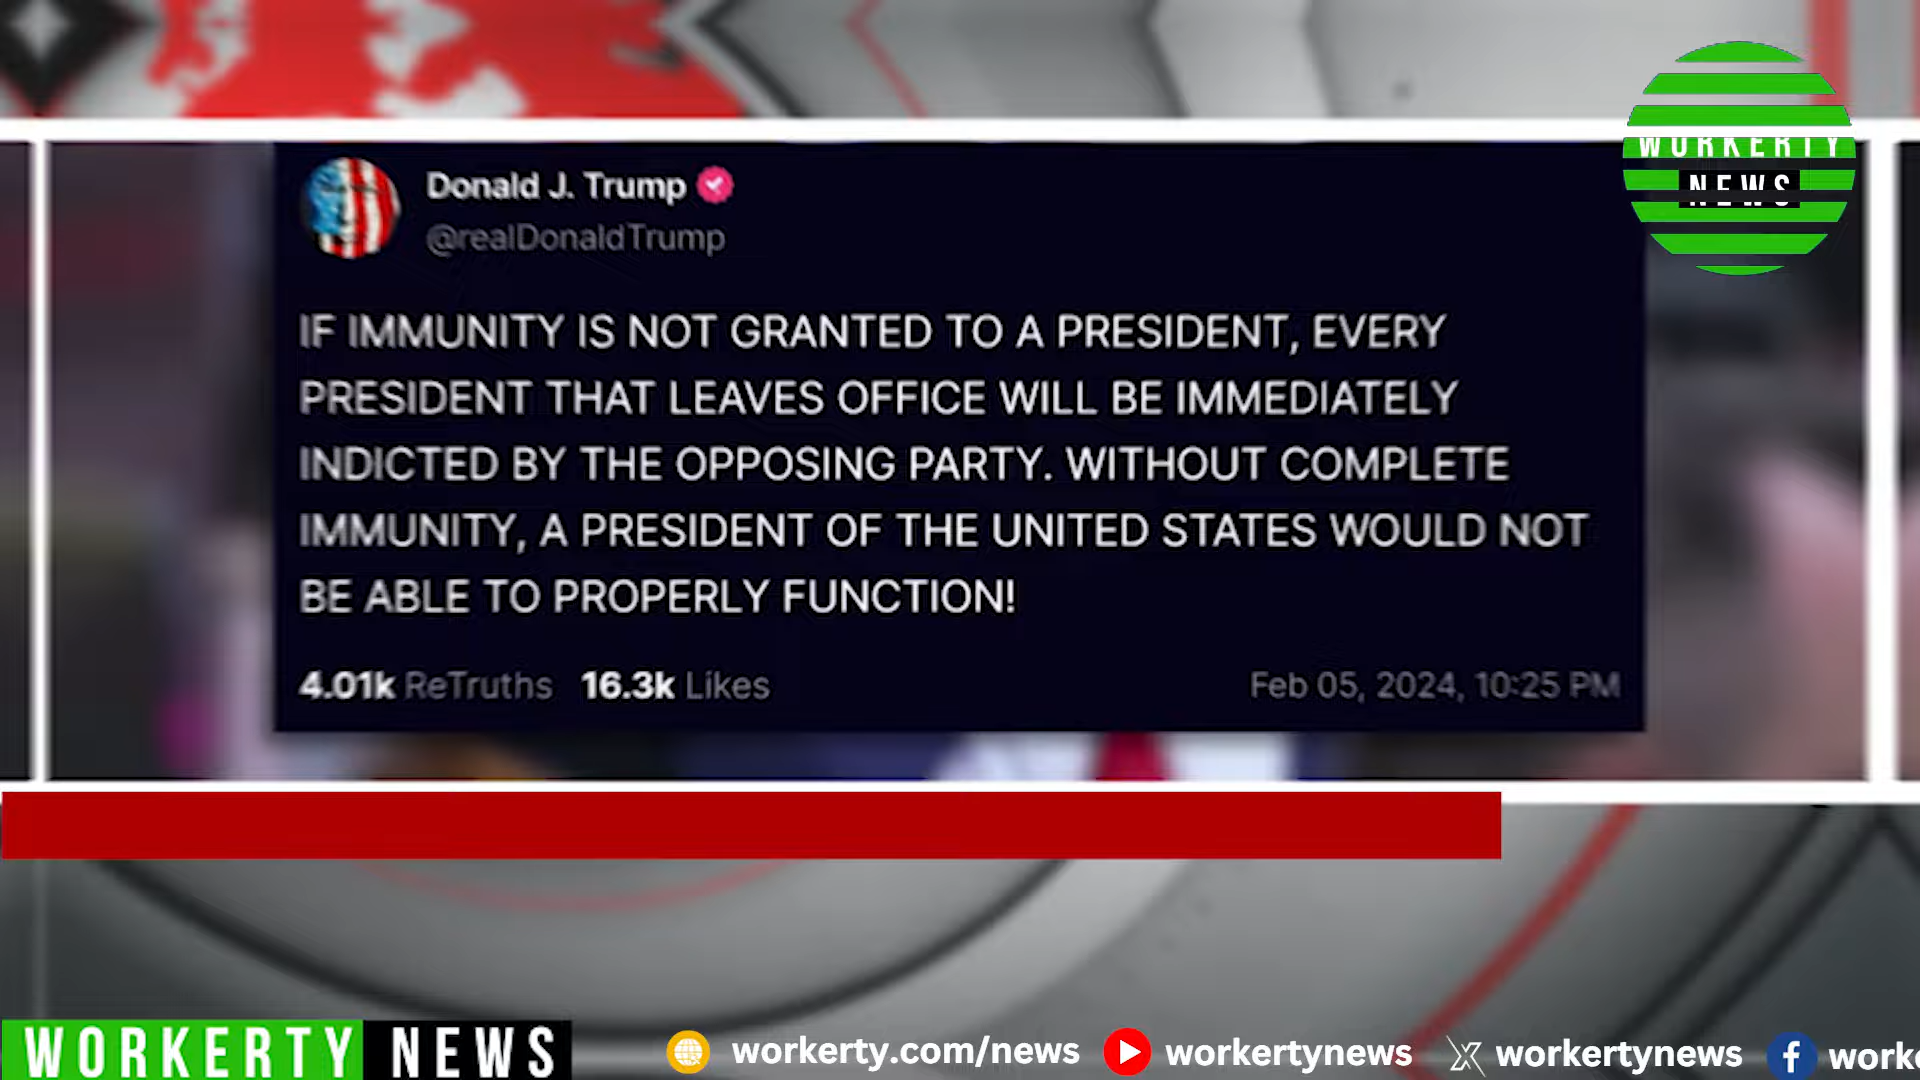 WORKERTY
NEWS
Donald J. Trump
@realDonaldTrump
IF IMMUNITY IS NOT GRANTED TO A PRESIDENT, EVERY
PRESIDENT THAT LEAVES OFFICE WILL BE IMMEDIATELY
INDICTED BY THE OPPOSING PARTY. WITHOUT COMPLETE
IMMUNITY, A PRESIDENT OF THE UNITED STATES WOULD NOT
BE ABLE TO PROPERLY FUNCTION!
4.01k ReTruths 16.3k Likes Feb 05, 2024, 10:25 PM
WORKERTY NEWS workerty.com/news workertynews workertynews work